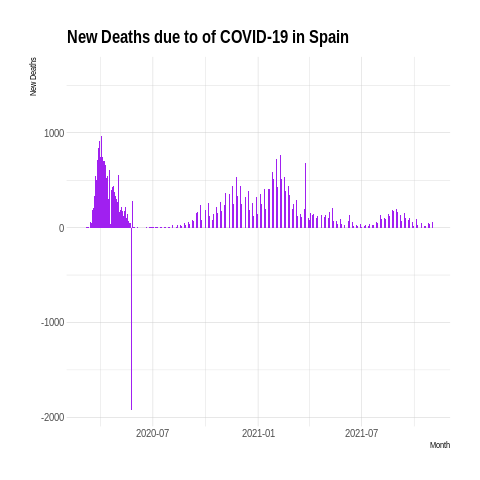 New Deaths due to of COVID-19 in Spain
New Deaths
1000
0
-1000
-2000
2020-07
2021-01
2021-07
Month